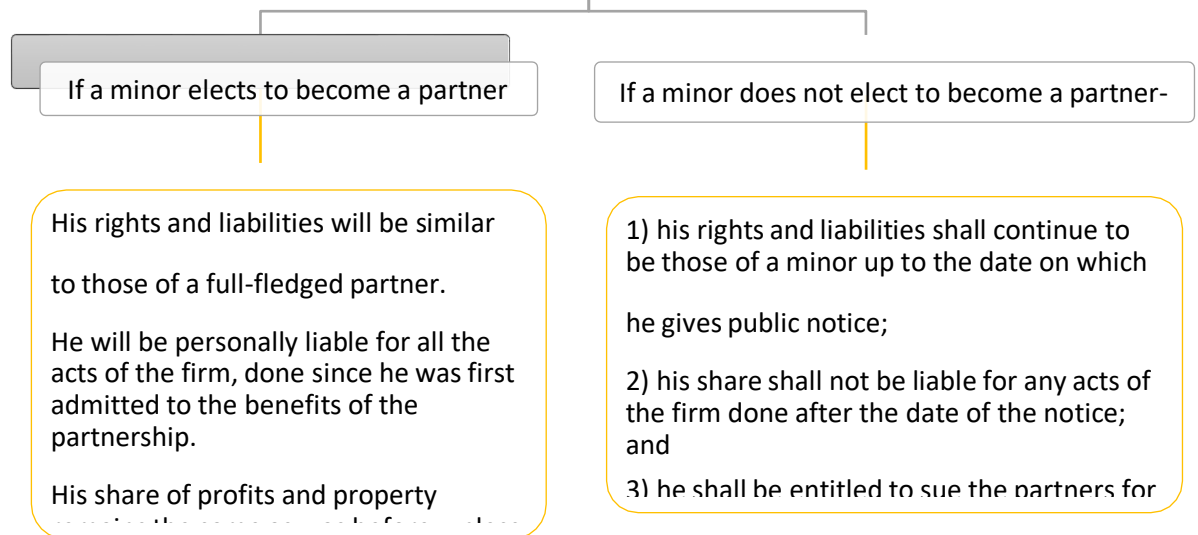 If a minor elects to become a partner
If a minor does not elect to become a partner-
His rights and liabilities will be similar
to those of a full-fledged partner.
He will be personally liable for all the
acts of the firm, done since he was first
admitted to the benefits of the
partnership.
His share of profits and property
1) his rights and liabilities shall continue to
be those of a minor up to the date on which
he gives public notice;
2) his share shall not be liable for any acts of
the firm done after the date of the notice;
and
3) he shall be entitled to sue the partners for